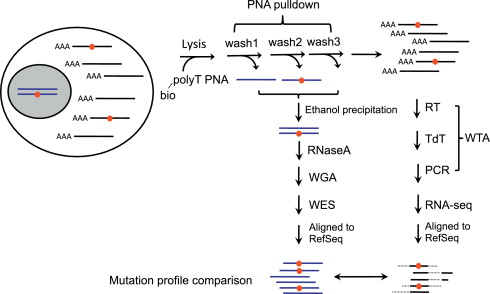 PNA pulldown
Lysis
wash1
wash2
wash3
polyT PNA
bio
AAA
AAA
AAA
AAA
AAA
AAA
AAA
AAA
AAA
AAA
AAA
Ethanol precipitation
RNaseA
WGA
WES
Aligned to
RefSeq
RT
TdT
PCR
WTA
RNA-seq
Aligned to
RefSeq
Mutation profile comparison